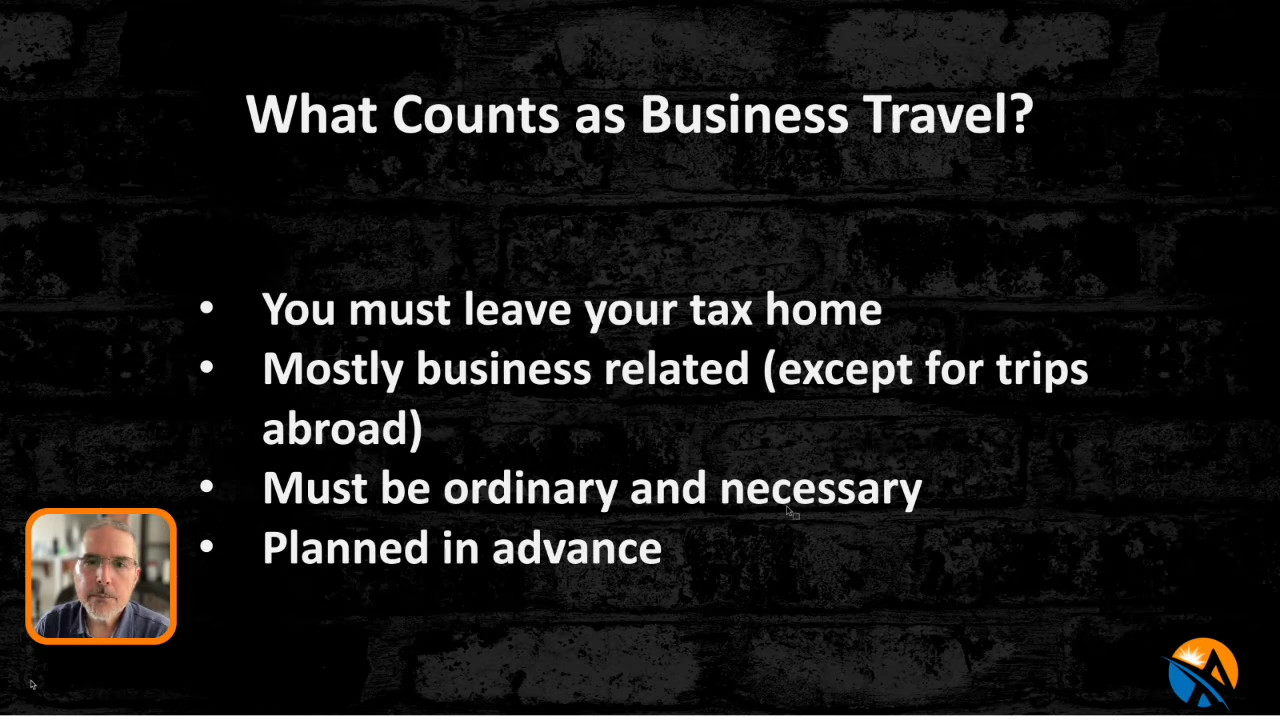 What Counts as Business Travel?
• You must leave your tax home
• Mostly business related (except for trips
abroad)
• Must be ordinary and necessary
• Planned in advance